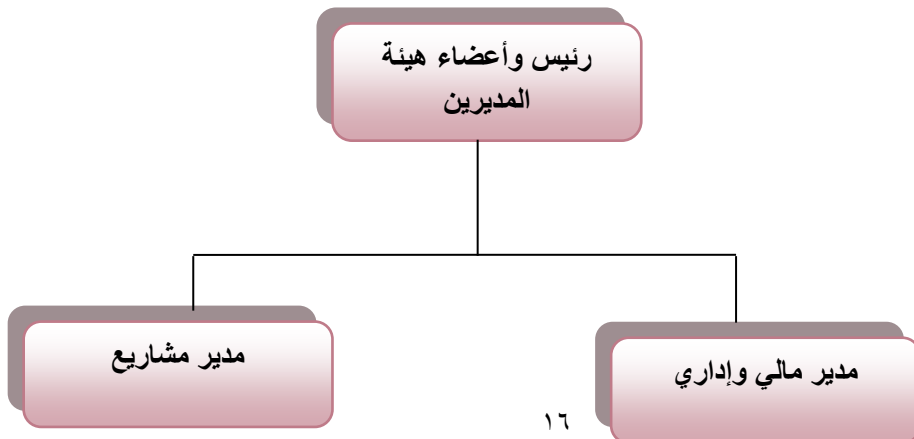 رئيس وأعضاء هيئة
المديرين
مدير مالي وإداري
مدير مشاريع
١٦